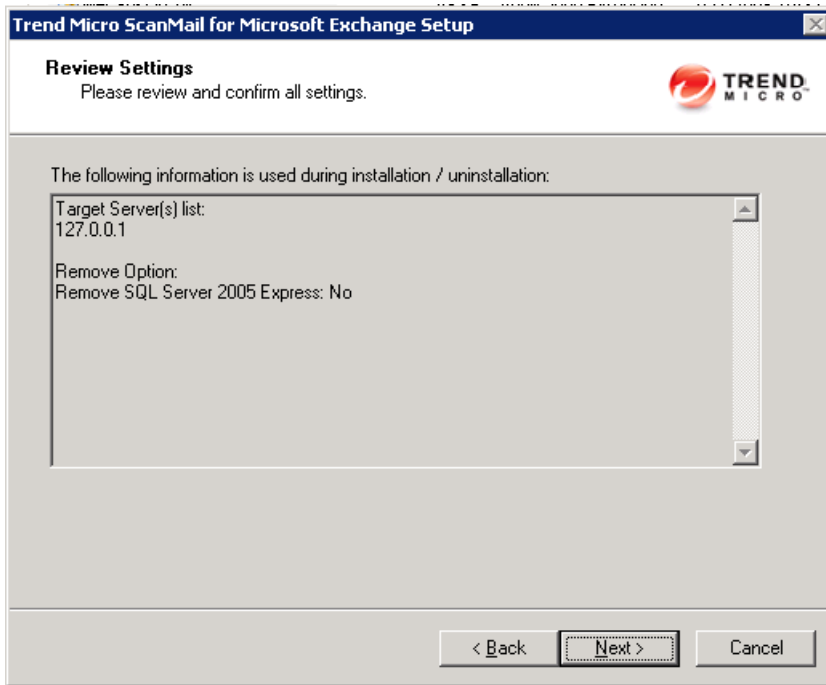 Trend Micro ScanMail for Microsoft Exchange Setup
Review Settings
Please review and confirm all settings.
TREND
MICRO™
The following information is used during installation / uninstallation:
Target Server(s) list:
127.0.0.1
Remove Option:
Remove SQL Server 2005 Express: No
< Back
Next >
Cancel